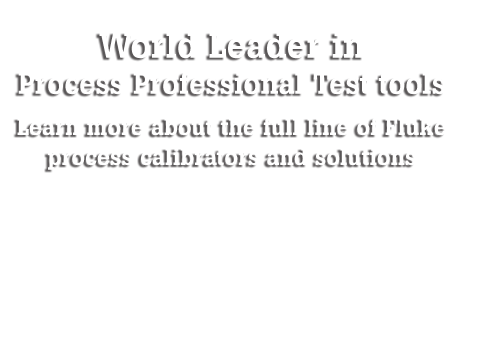 World Leader in
Process Professional Test tools
Learn more about the full line of Fluke
process calibrators and solutions